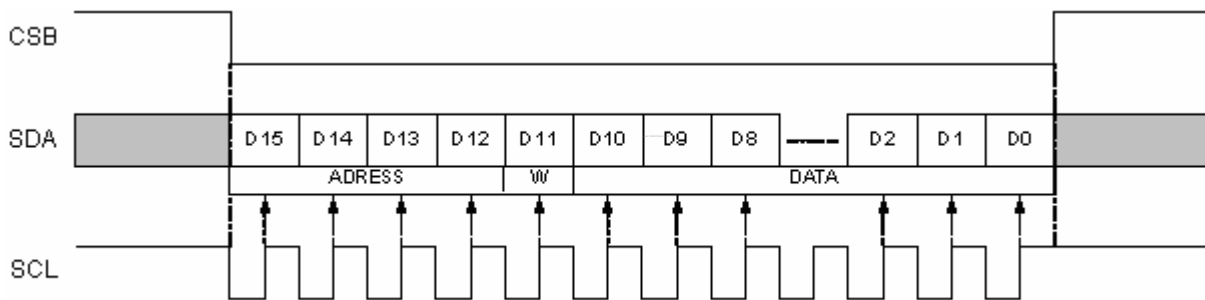 CSB
SDA D15 D14 D13 D12 D11 D10 D9 D8 D2 D1 D0
ADRESS W DATA
SCL